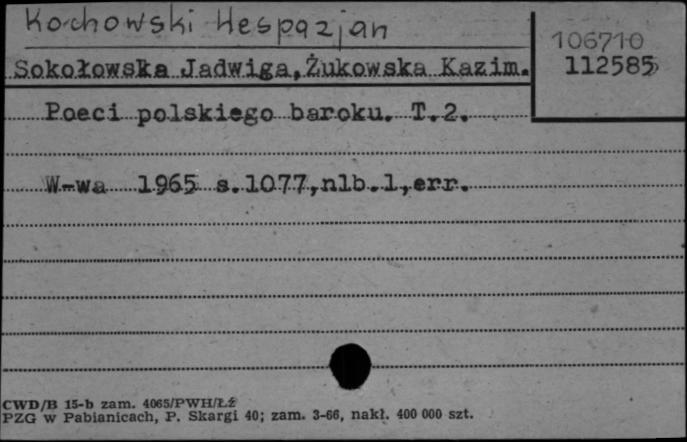 Kochowski Wespazjan
106710
Sokołowska Jadwiga, Żukowska Kazim.
112585
Poeci polskiego baroku. T.2.
W-wa 1965 s.1077,nlb.1,err.
CWD/B 15-b zam. 4065/PWH/Łź
PZG w Pabianicach, P. Skargi 40; zam. 3-66, nakł. 400 000 szt.